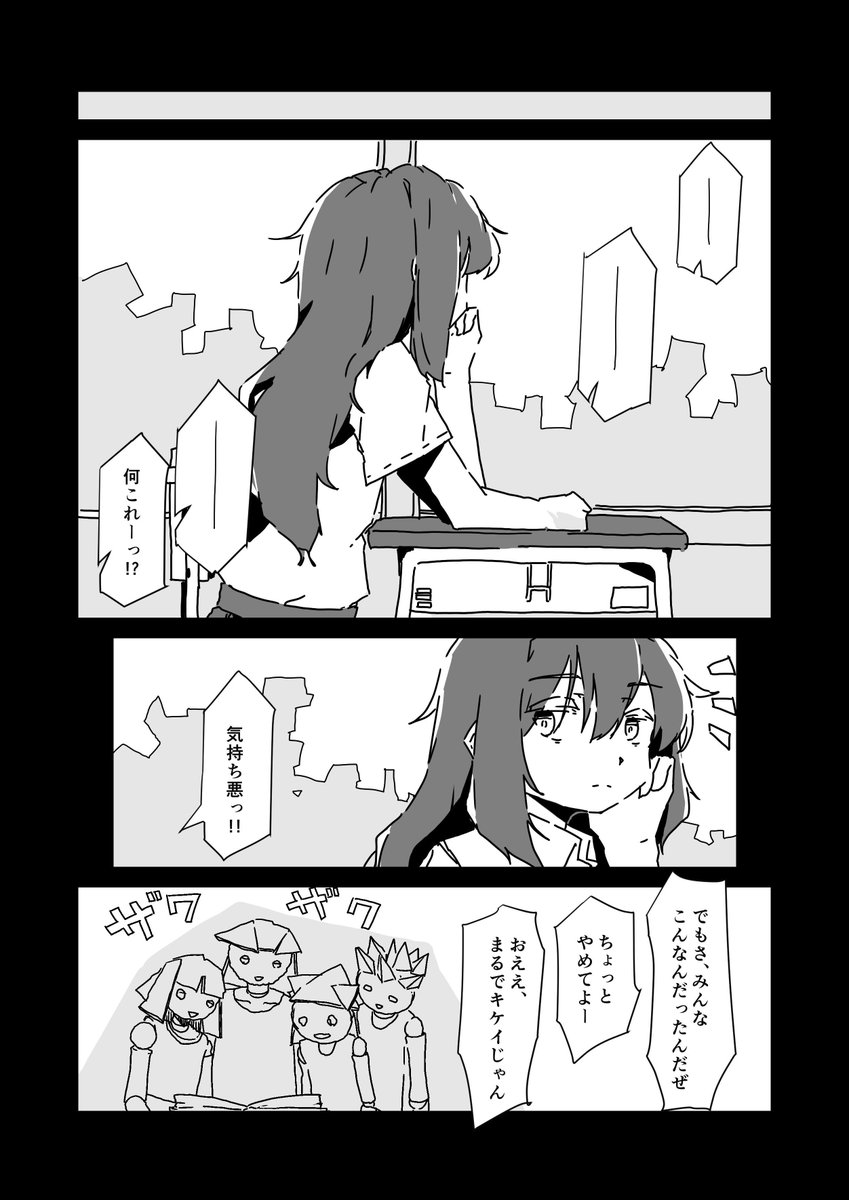 何これーっ!?
気持ち悪っ!!
でもさ、みんな
こんなんだったんだぜ
ちょっと
やめてよー
おええ、
まるでキケイじゃん
ザワ
ザワ